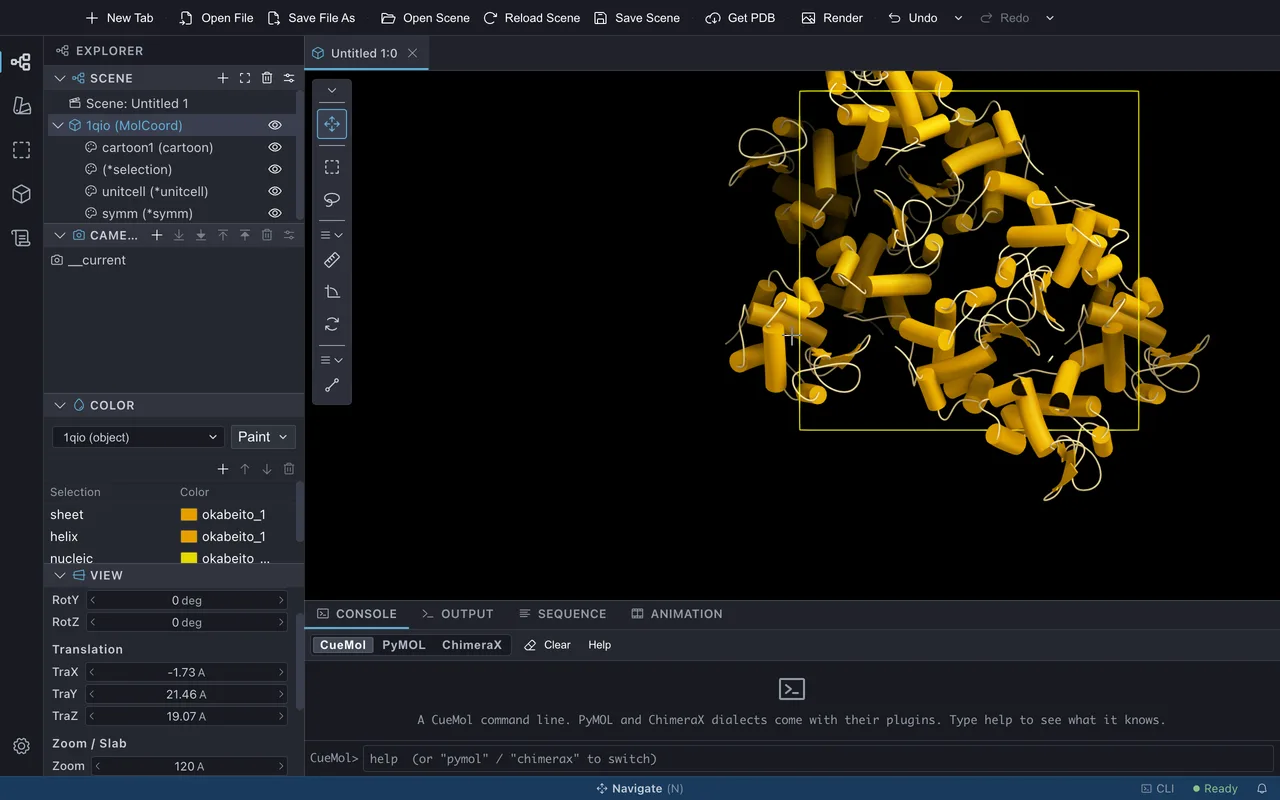 New Tab Open File Save File As Open Scene Reload Scene Save Scene Get PDB Render Undo Redo
EXPLORER
Untitled 1:0
SCENE
Scene: Untitled 1
1qio (MolCoord)
cartoon1 (cartoon)
(*selection)
unitcell (*unitcell)
symm (*symm)
CAME...
__current
COLOR
1qio (object) Paint
Selection Color
sheet okabeito_1
helix okabeito_1
nucleic okabeito_...
VIEW
RotY 0 deg
RotZ 0 deg
Translation
TraX -1.73 A
TraY 21.46 A
TraZ 19.07 A
Zoom / Slab
Zoom 120 A
CONSOLE OUTPUT SEQUENCE ANIMATION
CueMol PyMOL ChimeraX Clear Help
A CueMol command line. PyMOL and ChimeraX dialects come with their plugins. Type help to see what it knows.
CueMol> help (or "pymol" / "chimerax" to switch)
Navigate (N) CLI Ready